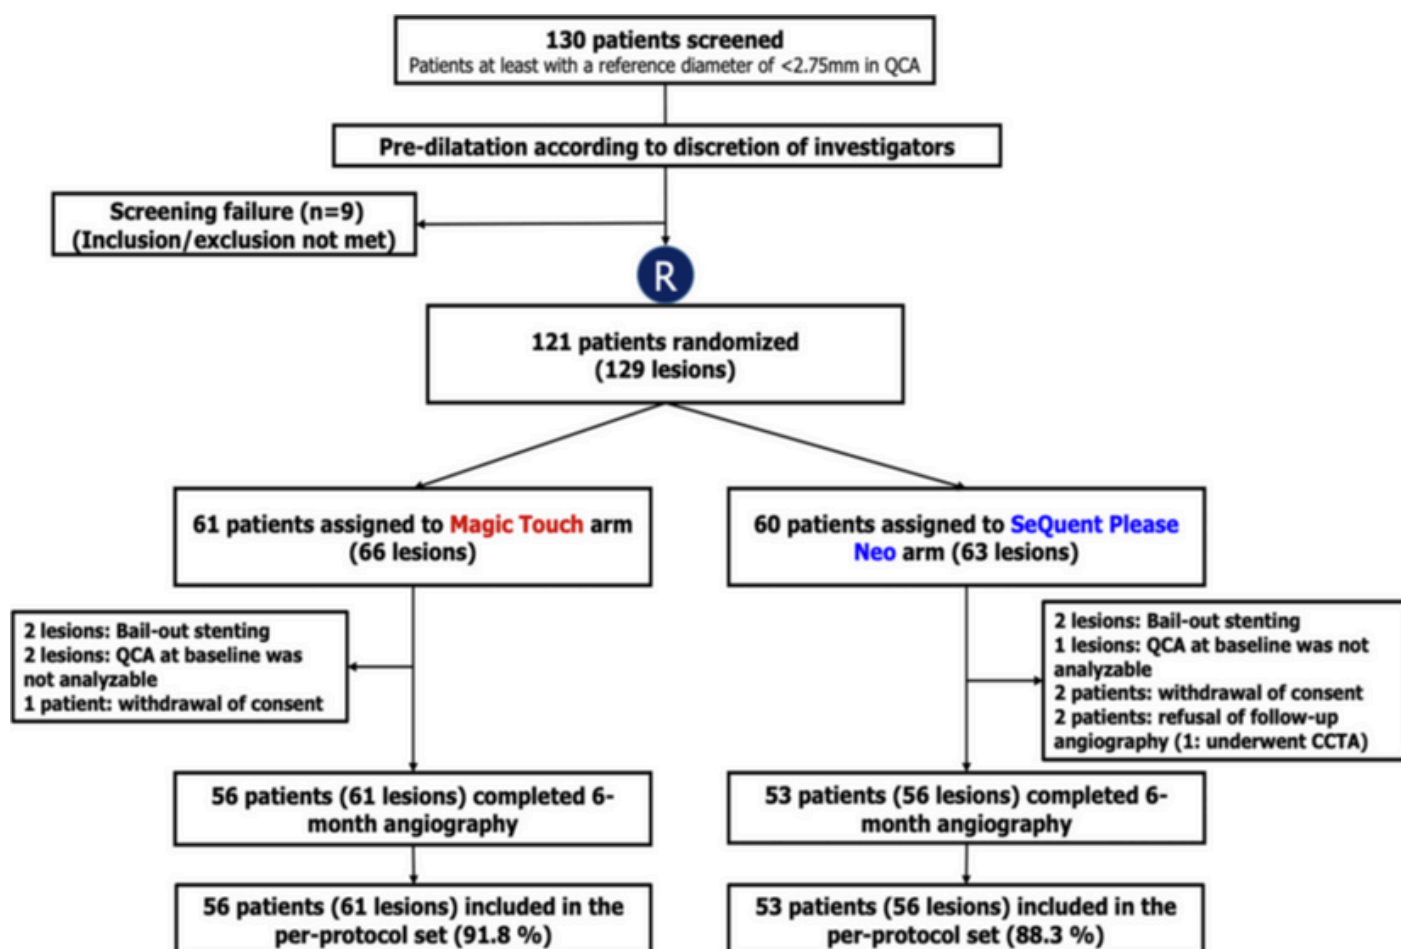 130 patients screened
Patients at least with a reference diameter of <2.75mm in QCA
Pre-dilatation according to discretion of investigators
Screening failure (n=9)
(Inclusion/exclusion not met)
R
121 patients randomized
(129 lesions)
61 patients assigned to Magic Touch arm
(66 lesions)
60 patients assigned to SeQuent Please
Neo arm (63 lesions)
2 lesions: Bail-out stenting
2 lesions: QCA at baseline was
not analyzable
1 patient: withdrawal of consent
2 lesions: Bail-out stenting
1 lesions: QCA at baseline was not
analyzable
2 patients: withdrawal of consent
2 patients: refusal of follow-up
angiography (1: underwent CCTA)
56 patients (61 lesions) completed 6-
month angiography
53 patients (56 lesions) completed 6-
month angiography
56 patients (61 lesions) included in the
per-protocol set (91.8 %)
53 patients (56 lesions) included in the
per-protocol set (88.3 %)